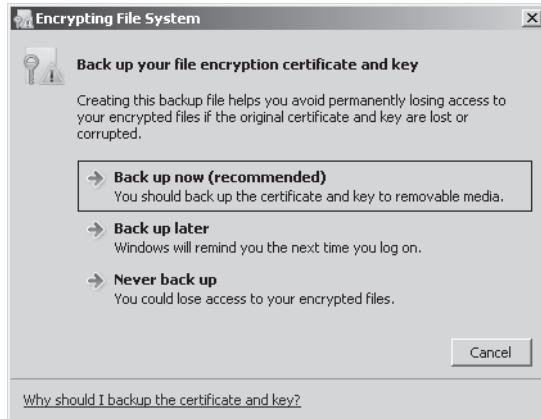 Encrypting File System
Back up your file encryption certificate and key
Creating this backup file helps you avoid permanently losing access to
your encrypted files if the original certificate and key are lost or
corrupted.
Back up now (recommended)
You should back up the certificate and key to removable media.
Back up later
Windows will remind you the next time you log on.
Never back up
You could lose access to your encrypted files.
Cancel
Why should I backup the certificate and key?